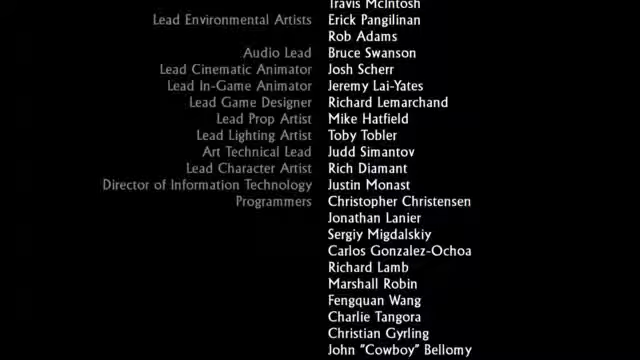 Travis McIntosh
Lead Environmental Artists Erick Pangilinan
Rob Adams
Audio Lead Bruce Swanson
Lead Cinematic Animator Josh Scherr
Lead In-Game Animator Jeremy Lai-Yates
Lead Game Designer Richard Lemarchand
Lead Prop Artist Mike Hatfield
Lead Lighting Artist Toby Tobler
Art Technical Lead Judd Simantov
Lead Character Artist Rich Diamant
Director of Information Technology Justin Monast
Programmers Christopher Christensen
Jonathan Lanier
Sergiy Migdalskiy
Carlos Gonzalez-Ochoa
Richard Lamb
Marshall Robin
Fengquan Wang
Charlie Tangora
Christian Gyrling
John "Cowboy" Bellomy